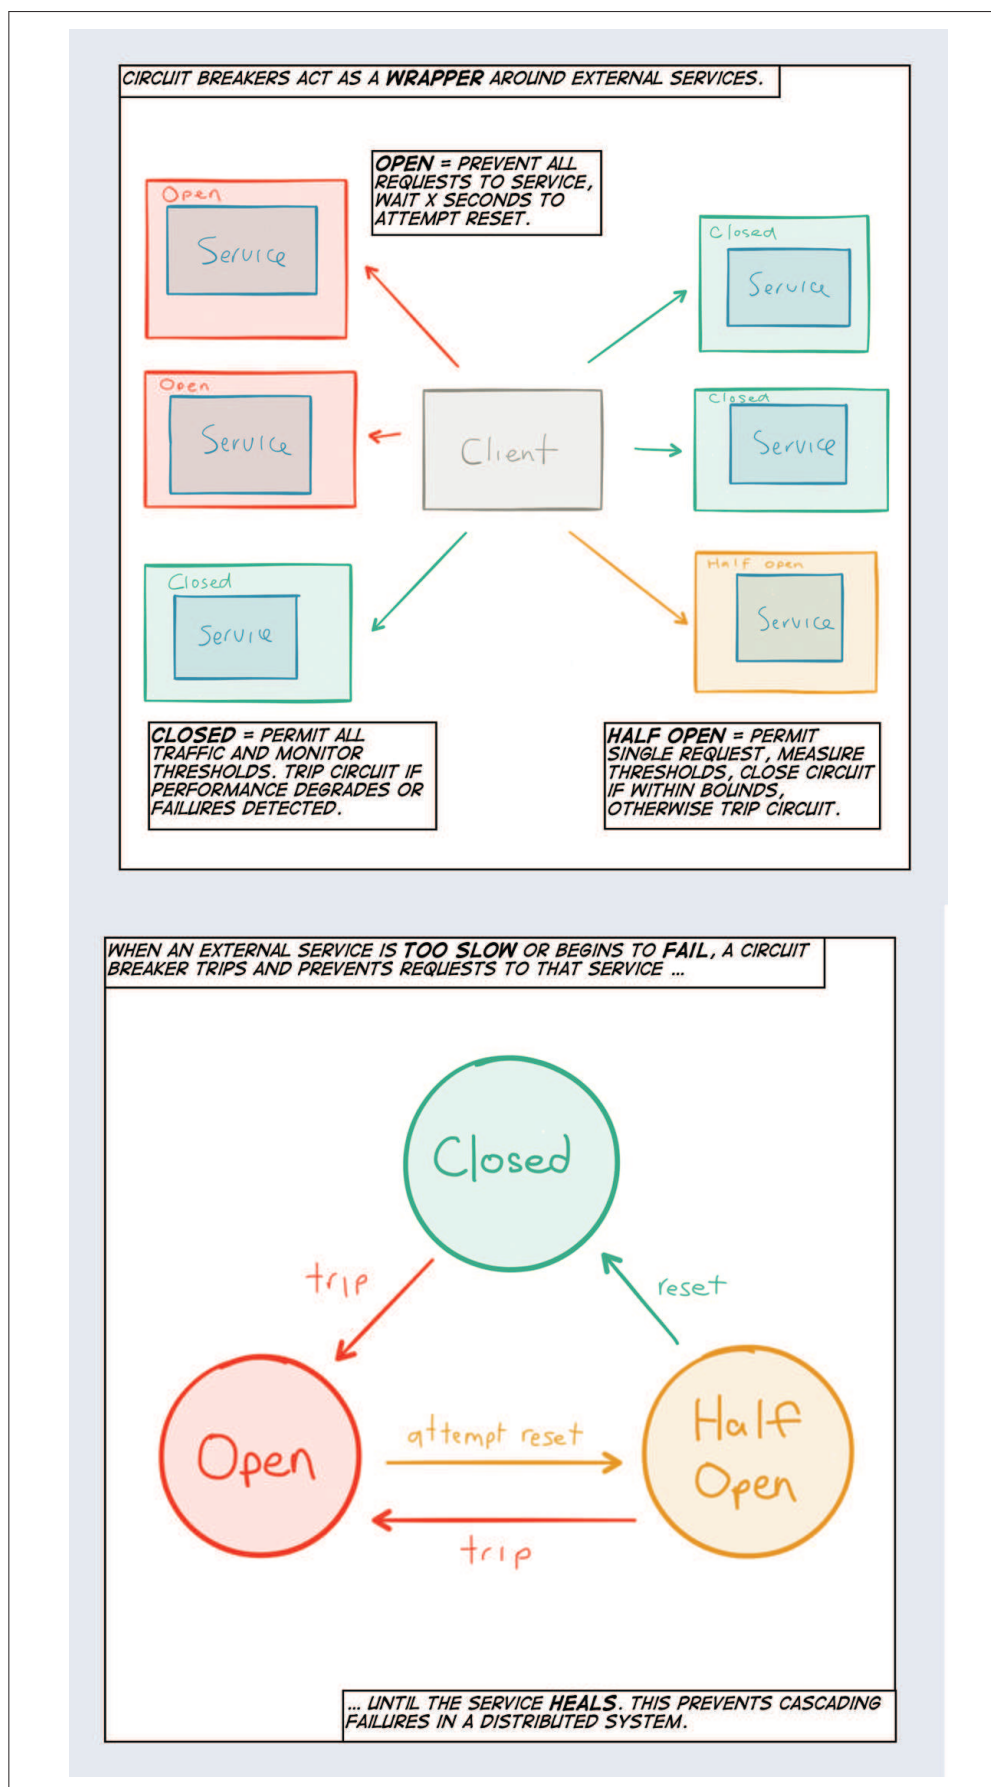 CIRCUIT BREAKERS ACT AS A WRAPPER AROUND EXTERNAL SERVICES.
OPEN = PREVENT ALL
REQUESTS TO SERVICE,
WAIT X SECONDS TO
ATTEMPT RESET.
Open
Service
Closed
Service
Open
Service
Client
Closed
Service
Closed
Service
Half open
Service
CLOSED = PERMIT ALL
TRAFFIC AND MONITOR
THRESHOLDS. TRIP CIRCUIT IF
PERFORMANCE DEGRADES OR
FAILURES DETECTED.
HALF OPEN = PERMIT
SINGLE REQUEST, MEASURE
THRESHOLDS, CLOSE CIRCUIT
IF WITHIN BOUNDS,
OTHERWISE TRIP CIRCUIT.
WHEN AN EXTERNAL SERVICE IS TOO SLOW OR BEGINS TO FAIL, A CIRCUIT
BREAKER TRIPS AND PREVENTS REQUESTS TO THAT SERVICE ...
Closed
trip
reset
Open
attempt reset
Half
Open
trip
... UNTIL THE SERVICE HEALS. THIS PREVENTS CASCADING
FAILURES IN A DISTRIBUTED SYSTEM.